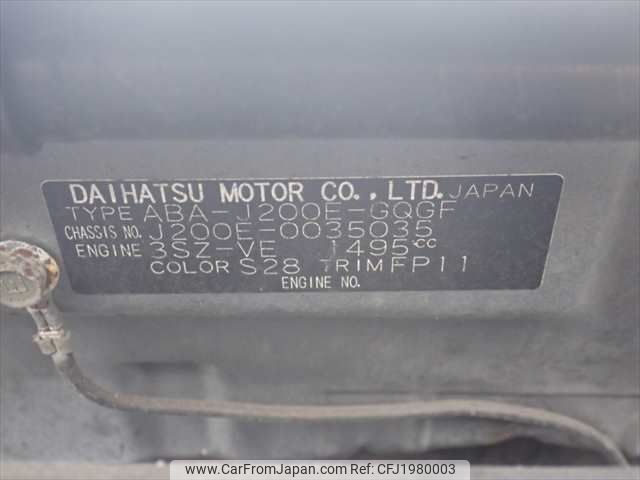 DAIHATSU MOTOR CO., LTD. JAPAN
TYPE ABA-J200E-GQGF
CHASSIS NO. J200E-0035035
ENGINE 3SZ-VE 1495cc
COLOR S28 TRIM FP11
ENGINE NO.
www.CarFromJapan.com - CFJ1980003